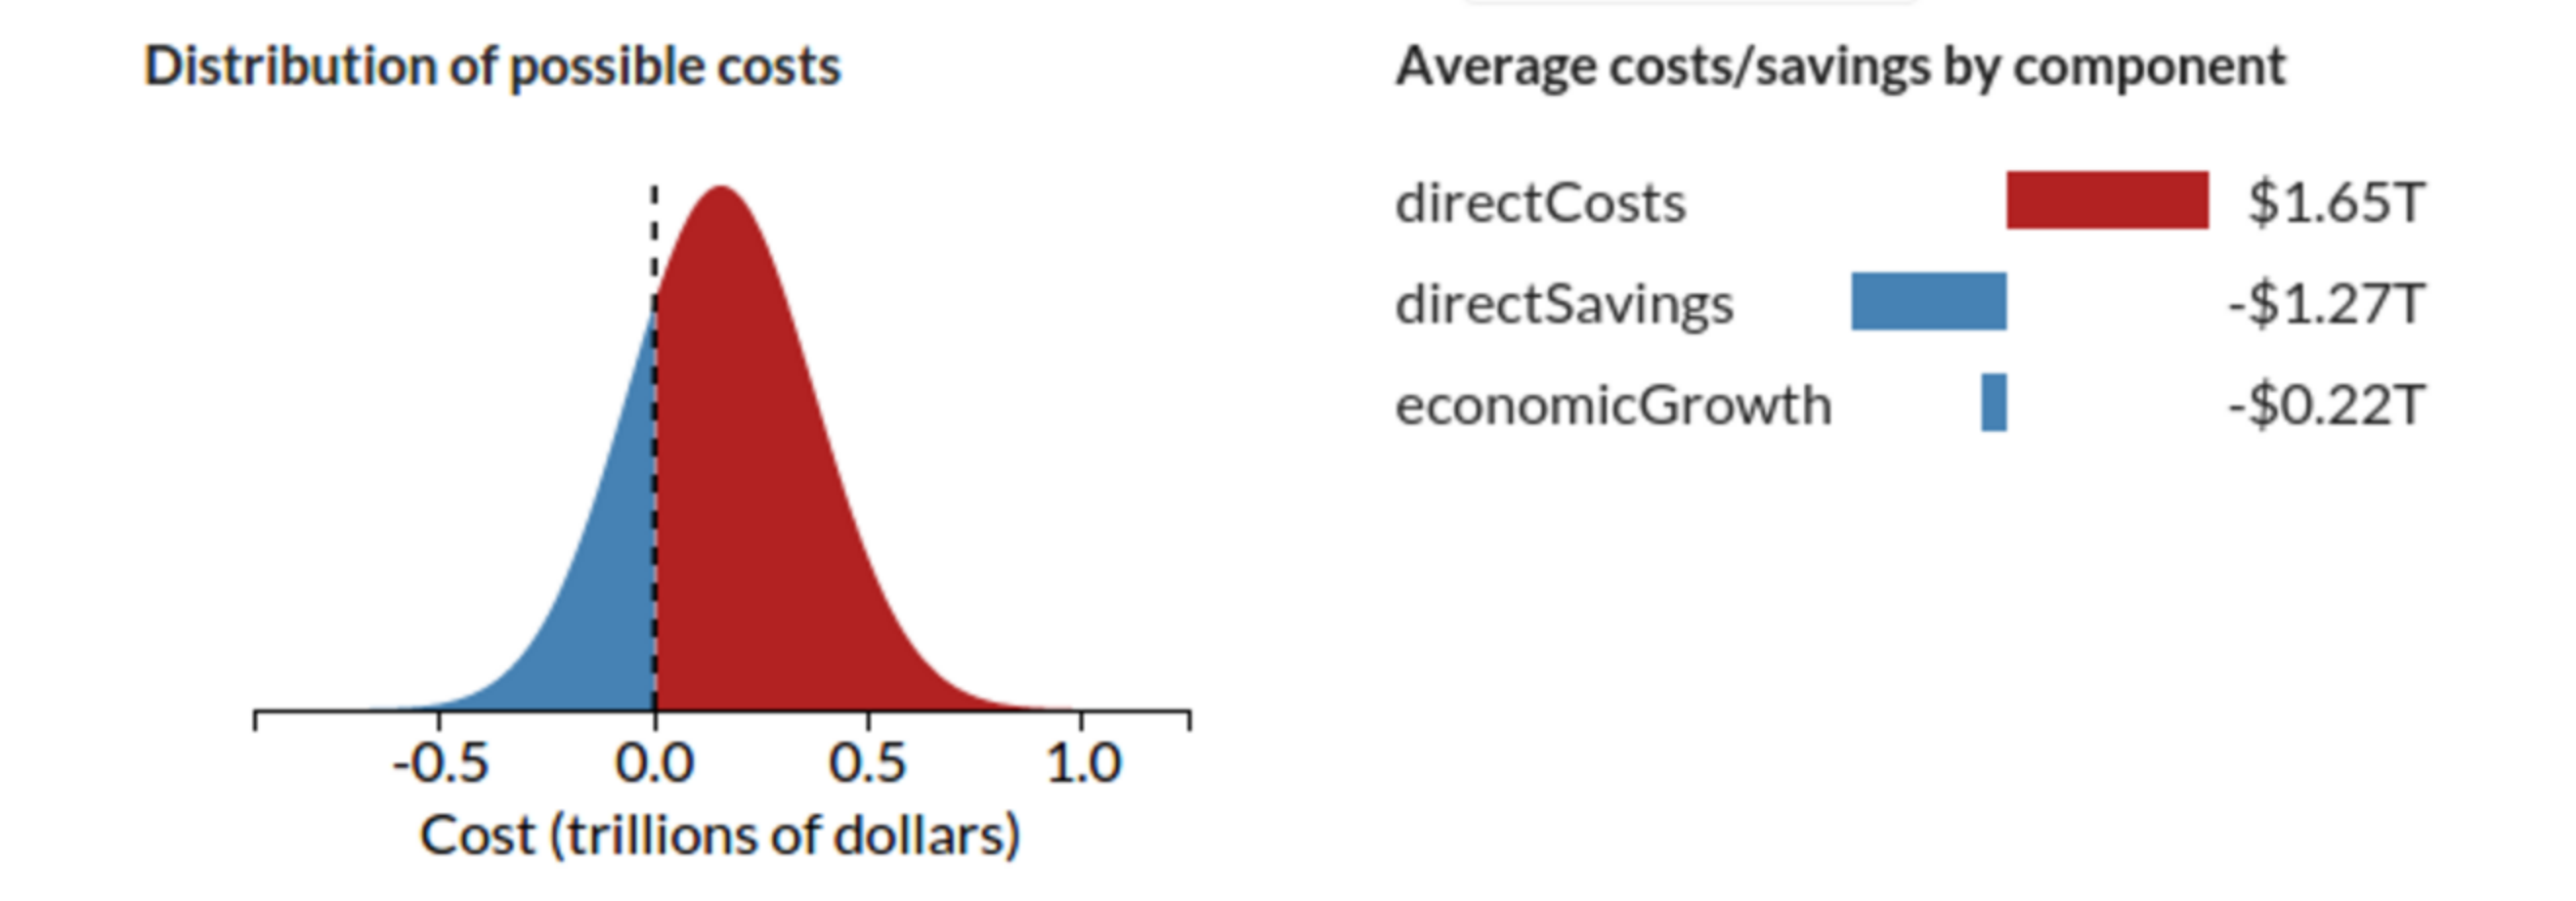 Distribution of possible costs
-0.5 0.0 0.5 1.0
Cost (trillions of dollars)
Average costs/savings by component
directCosts $1.65T
directSavings -$1.27T
economicGrowth -$0.22T